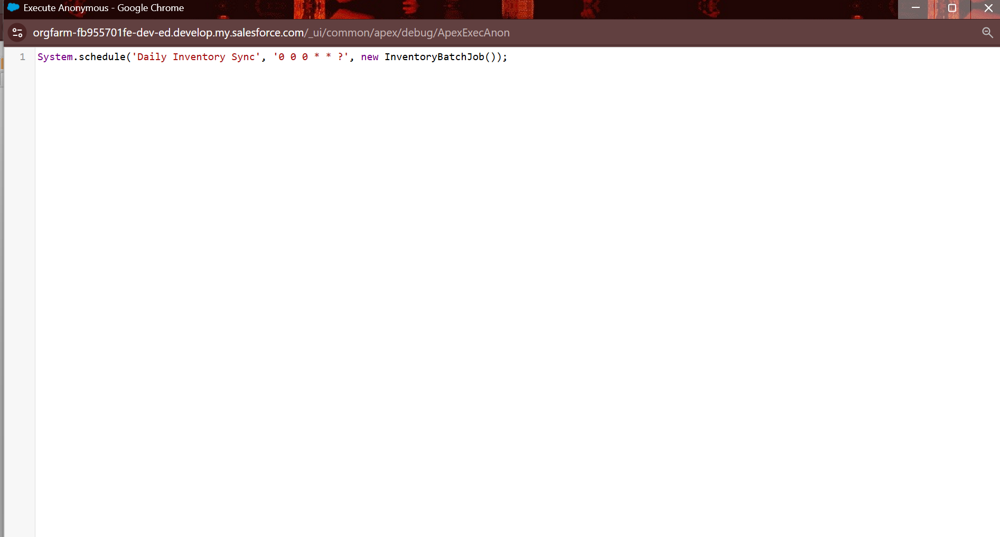 Execute Anonymous - Google Chrome
orgfarm-fb955701fe-dev-ed.develop.my.salesforce.com/_ui/common/apex/debug/ApexExecAnon
1 System.schedule('Daily Inventory Sync', '0 0 0 * * ?', new InventoryBatchJob());